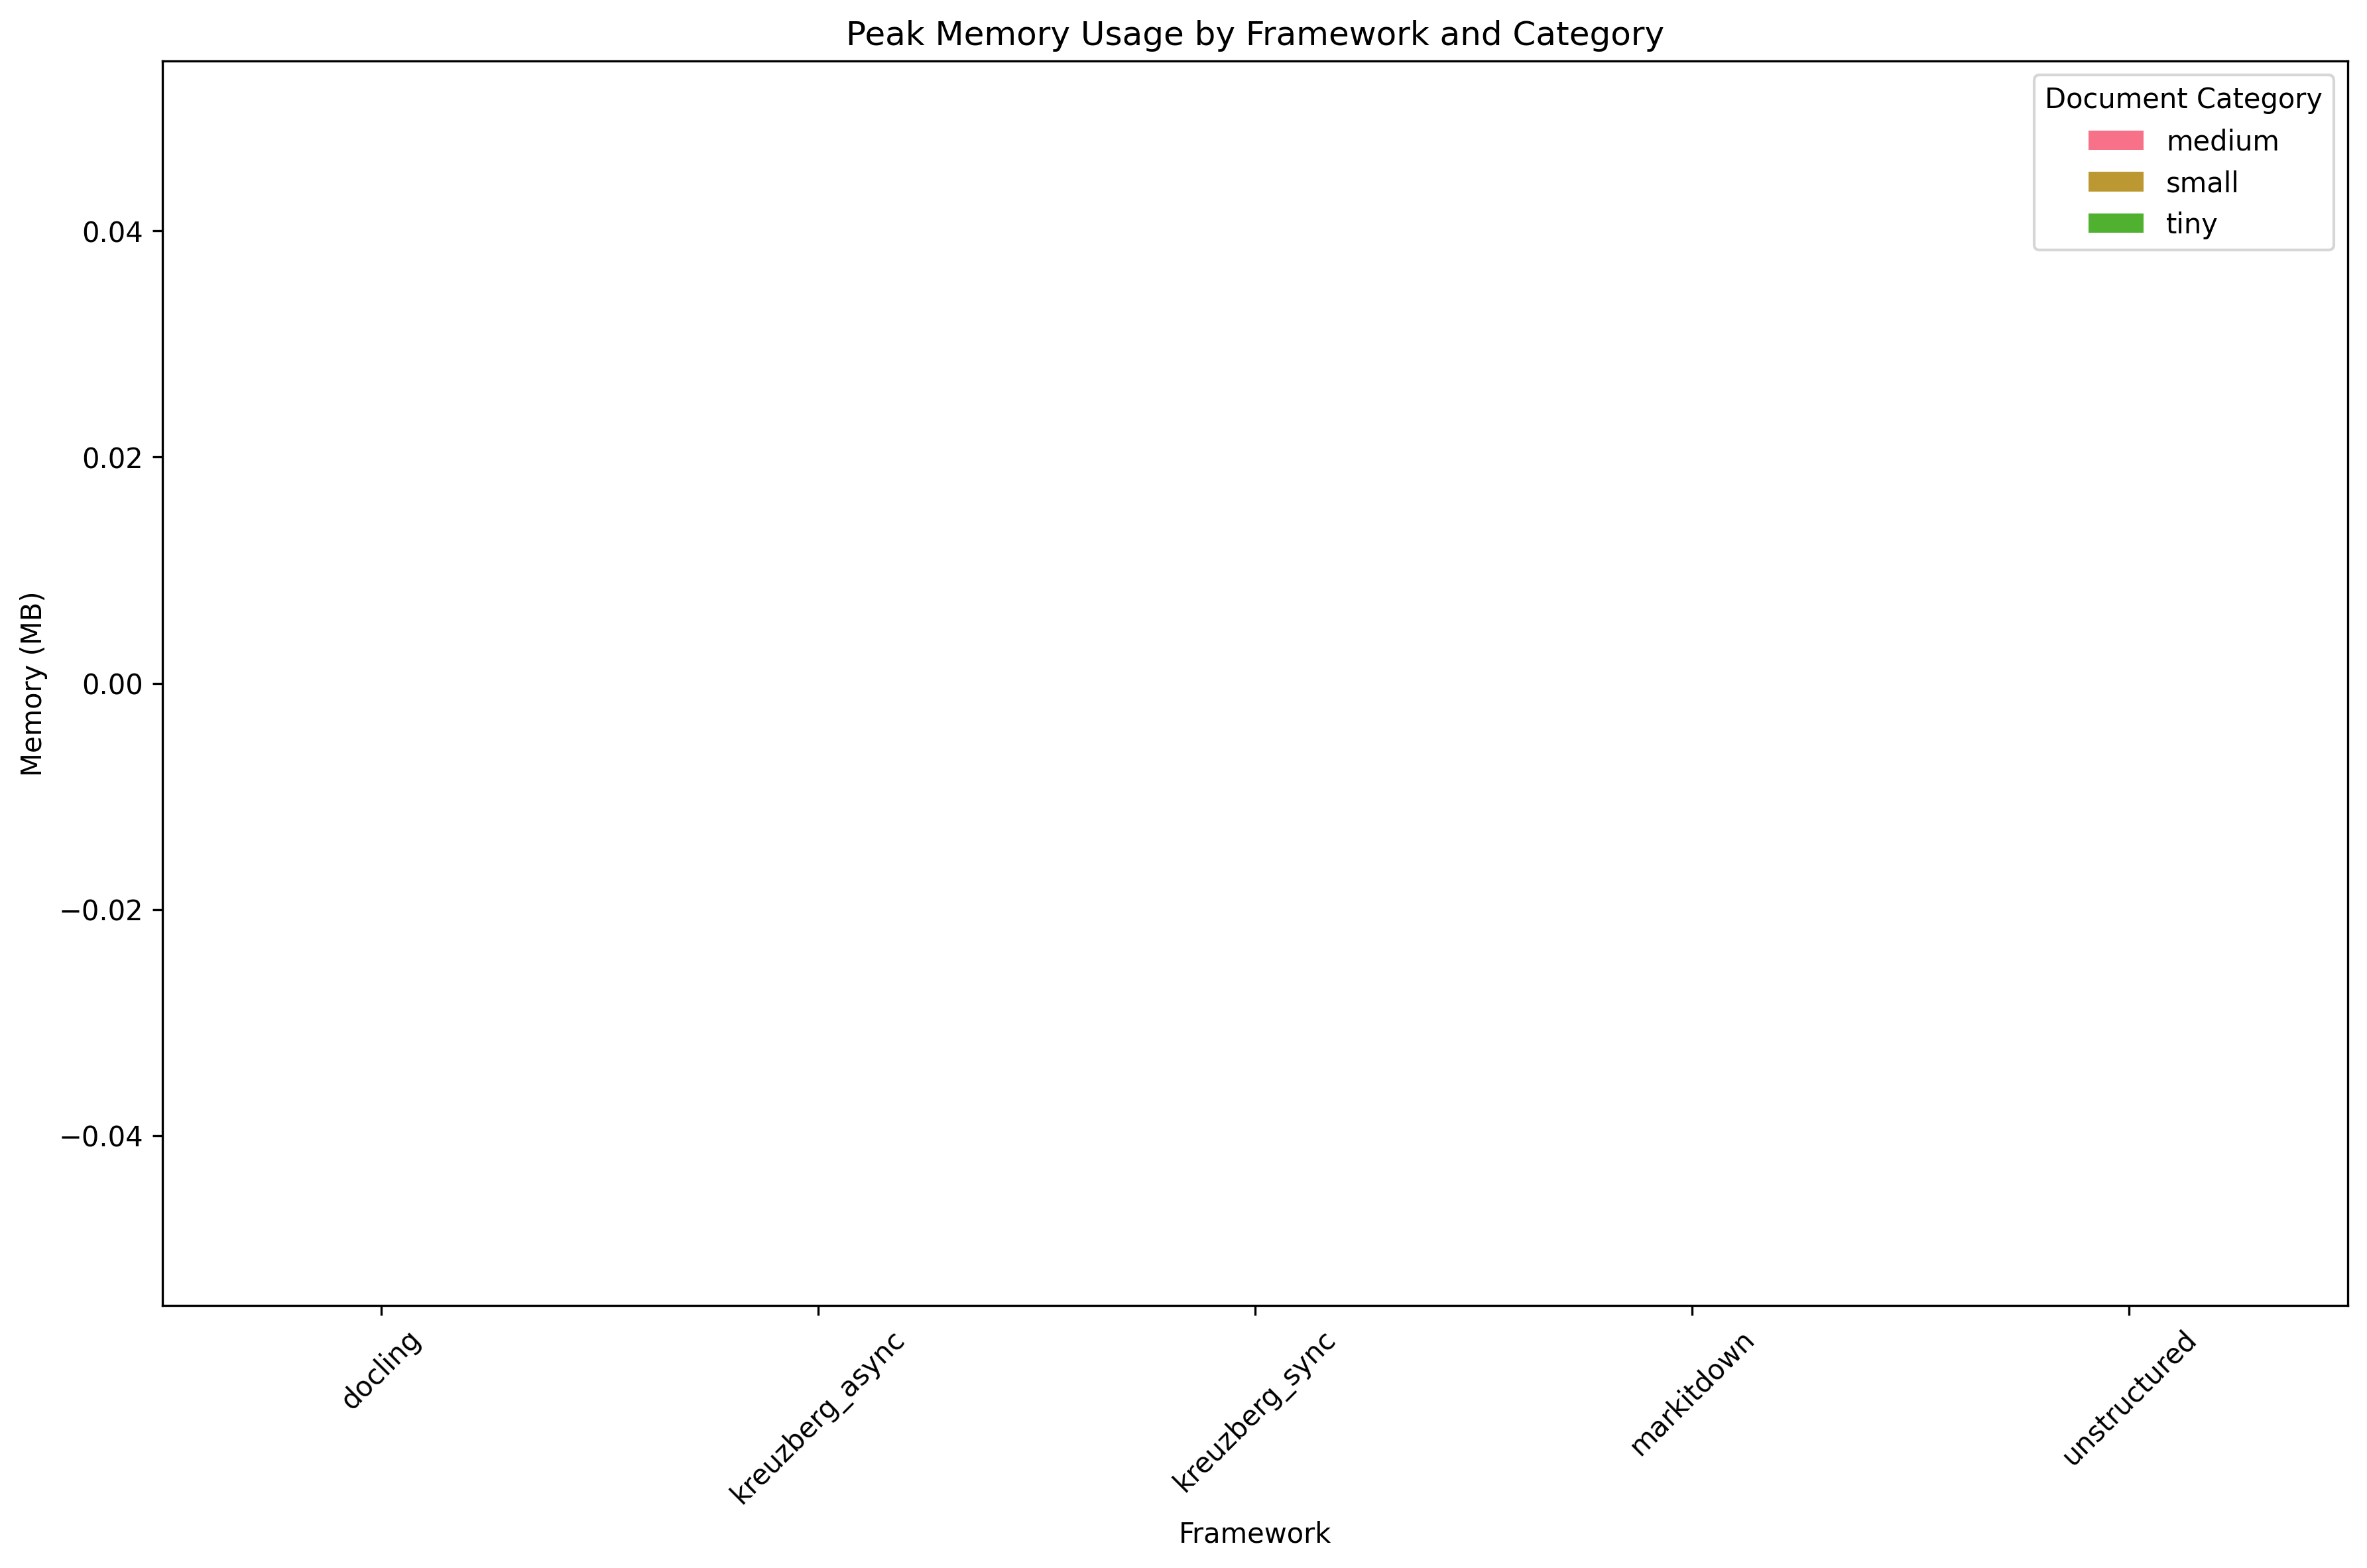 Peak Memory Usage by Framework and Category
Document Category
medium
small
tiny
Memory (MB)
0.04
0.02
0.00
−0.02
−0.04
docling
kreuzberg_async
kreuzberg_sync
markitdown
unstructured
Framework